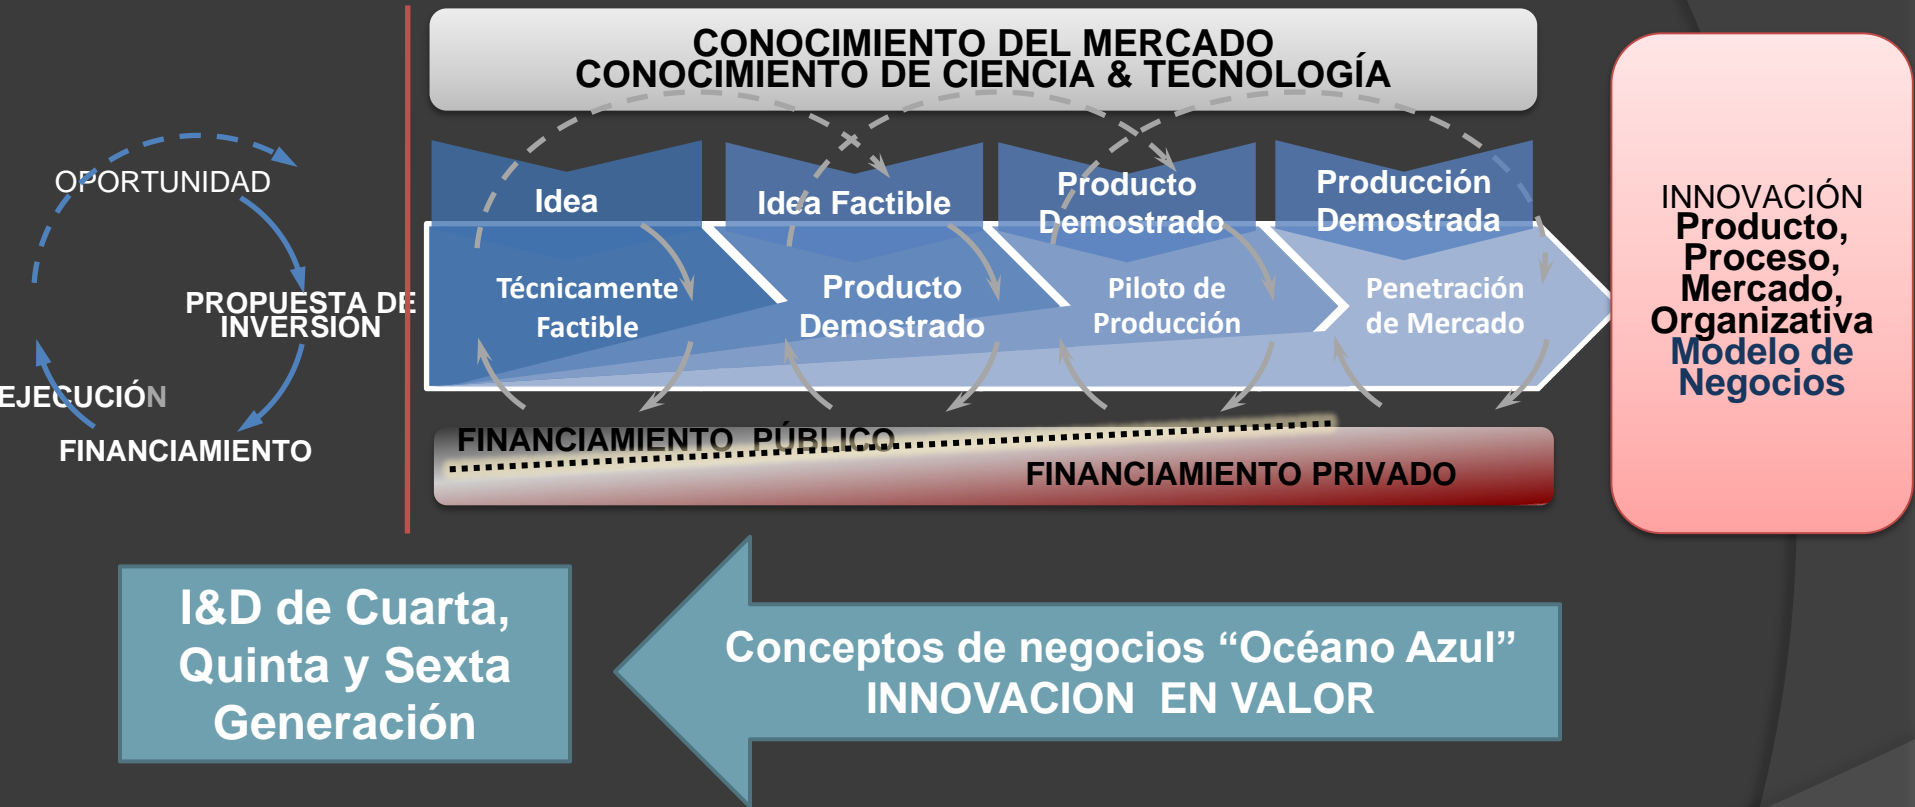 CONOCIMIENTO DEL MERCADO
CONOCIMIENTO DE CIENCIA & TECNOLOGÍA
OPORTUNIDAD
PROPUESTA DE
INVERSIÓN
EJECUCIÓN
FINANCIAMIENTO
Idea
Idea Factible
Producto
Demostrado
Producción
Demostrada
Técnicamente
Factible
Producto
Demostrado
Piloto de
Producción
Penetración
de Mercado
FINANCIAMIENTO PÚBLICO
FINANCIAMIENTO PRIVADO
INNOVACIÓN
Producto,
Proceso,
Mercado,
Organizativa
Modelo de
Negocios
I&D de Cuarta,
Quinta y Sexta
Generación
Conceptos de negocios “Océano Azul”
INNOVACION EN VALOR